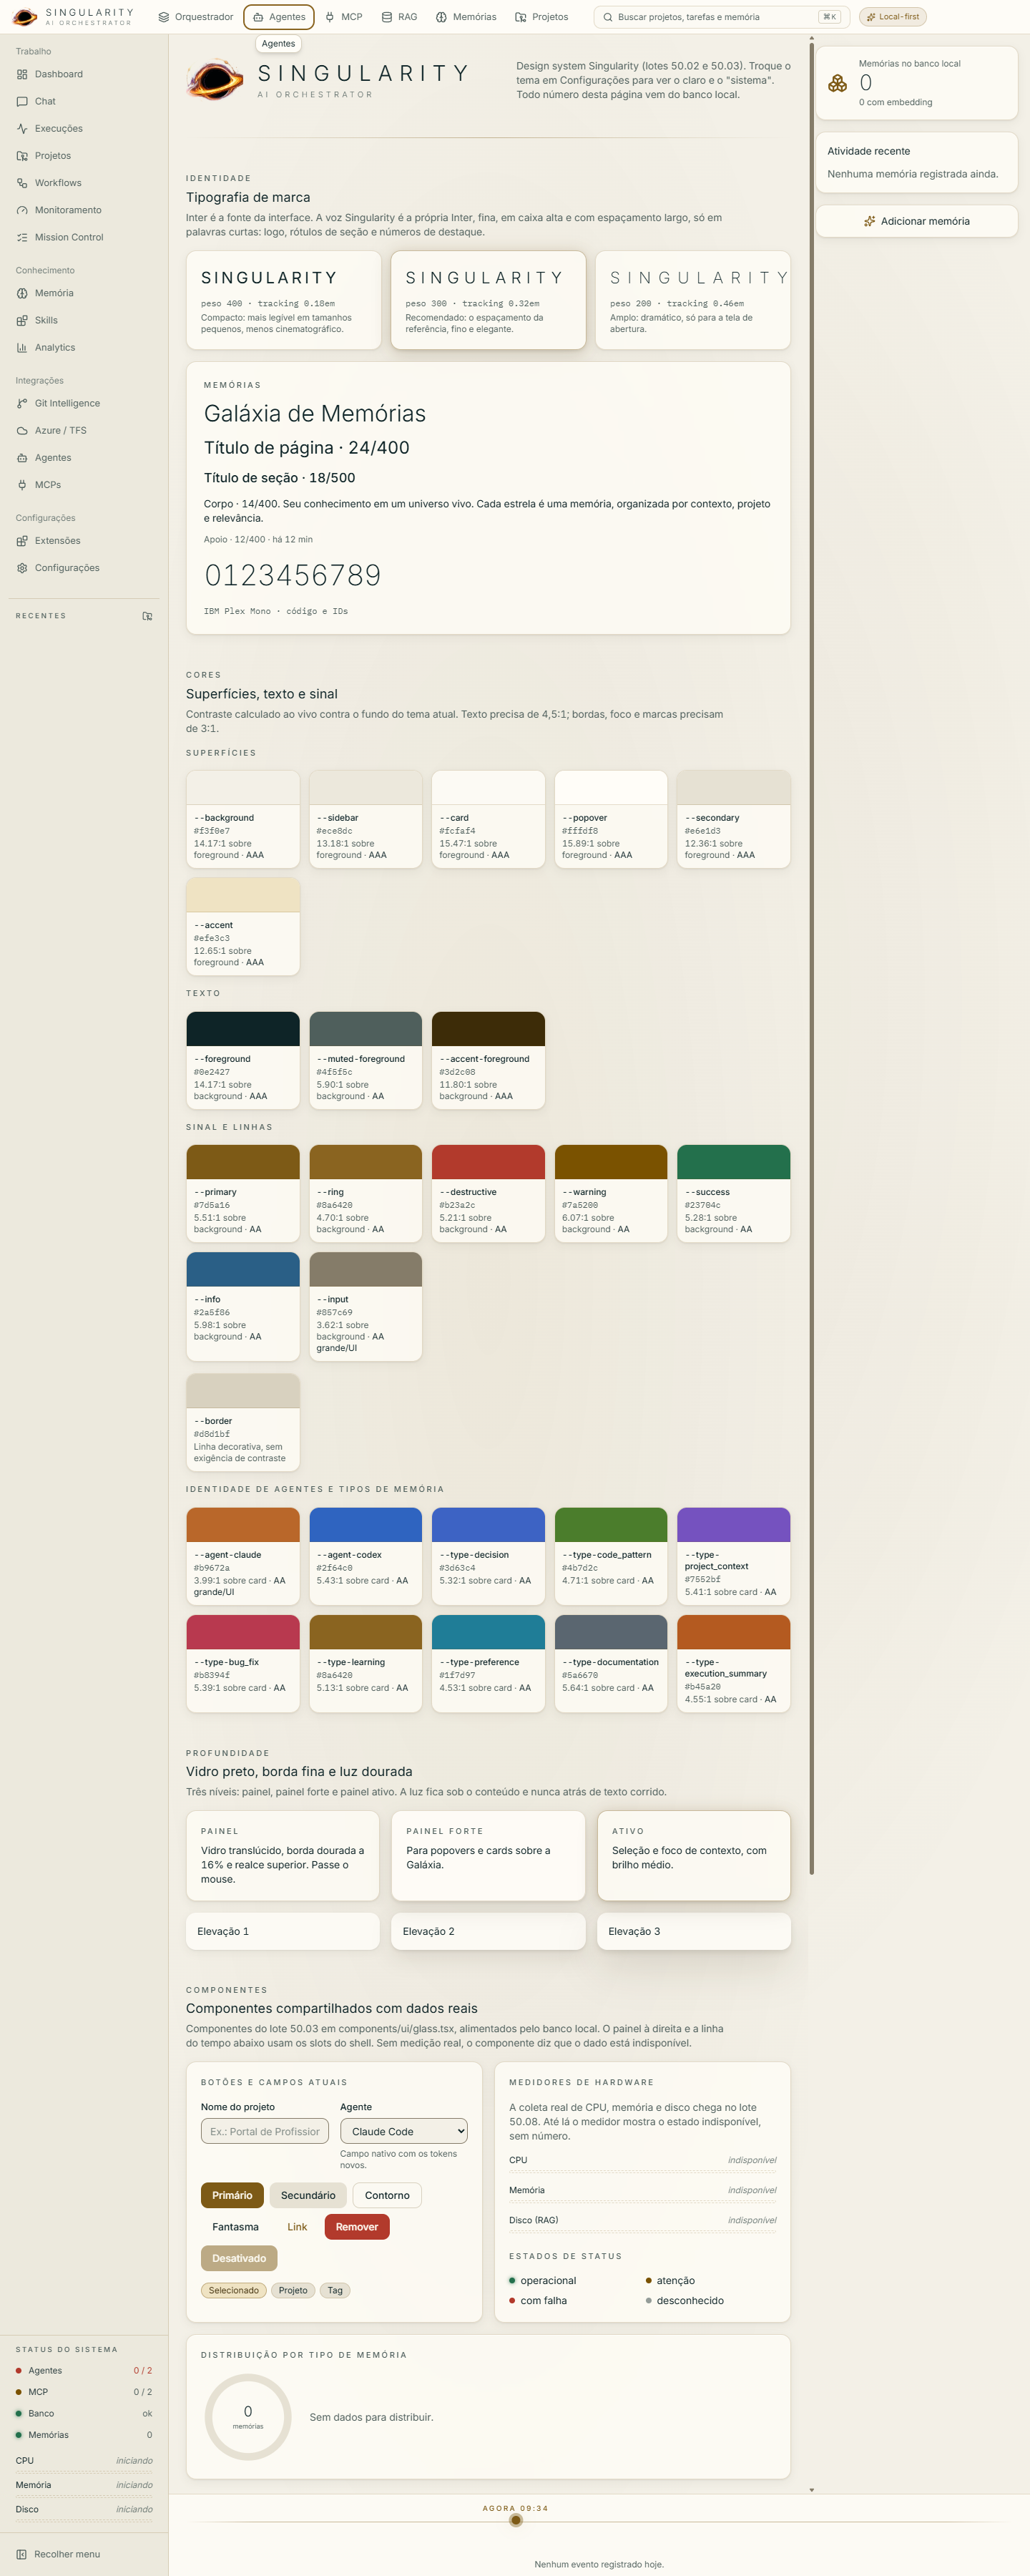 SINGULARITY
AI ORCHESTRATOR
Orquestrador
Agentes
MCP
RAG
Memórias
Projetos
Buscar projetos, tarefas e memória
⌘K
Local-first
Agentes
Trabalho
Dashboard
Chat
Execuções
Projetos
Workflows
Monitoramento
Mission Control
Conhecimento
Memória
Skills
Analytics
Integrações
Git Intelligence
Azure / TFS
Agentes
MCPs
Configurações
Extensões
Configurações
RECENTES
STATUS DO SISTEMA
Agentes 0 / 2
MCP 0 / 2
Banco ok
Memórias 0
CPU iniciando
Memória iniciando
Disco iniciando
Recolher menu
SINGULARITY
AI ORCHESTRATOR
Design system Singularity (lotes 50.02 e 50.03). Troque o
tema em Configurações para ver o claro e o "sistema".
Todo número desta página vem do banco local.
IDENTIDADE
Tipografia de marca
Inter é a fonte da interface. A voz Singularity é a própria Inter, fina, em caixa alta e com espaçamento largo, só em
palavras curtas: logo, rótulos de seção e números de destaque.
SINGULARITY
peso 400 · tracking 0.18em
Compacto: mais legível em tamanhos
pequenos, menos cinematográfico.
SINGULARITY
peso 300 · tracking 0.32em
Recomendado: o espaçamento da
referência, fino e elegante.
SINGULARITY
peso 200 · tracking 0.46em
Amplo: dramático, só para a tela de
abertura.
MEMÓRIAS
Galáxia de Memórias
Título de página · 24/400
Título de seção · 18/500
Corpo · 14/400. Seu conhecimento em um universo vivo. Cada estrela é uma memória, organizada por contexto, projeto
e relevância.
Apoio · 12/400 · há 12 min
0123456789
IBM Plex Mono · código e IDs
CORES
Superfícies, texto e sinal
Contraste calculado ao vivo contra o fundo do tema atual. Texto precisa de 4,5:1; bordas, foco e marcas precisam
de 3:1.
SUPERFÍCIES
--background
#f3f0e7
14.17:1 sobre
foreground · AAA
--sidebar
#ece8dc
13.18:1 sobre
foreground · AAA
--card
#fcfaf4
15.47:1 sobre
foreground · AAA
--popover
#fffdf8
15.89:1 sobre
foreground · AAA
--secondary
#e6e1d3
12.36:1 sobre
foreground · AAA
--accent
#efe3c3
12.65:1 sobre
foreground · AAA
TEXTO
--foreground
#0e2427
14.17:1 sobre
background · AAA
--muted-foreground
#4f5f5c
5.90:1 sobre
background · AA
--accent-foreground
#3d2c08
11.80:1 sobre
background · AAA
SINAL E LINHAS
--primary
#7d5a16
5.51:1 sobre
background · AA
--ring
#8a6420
4.70:1 sobre
background · AA
--destructive
#b23a2c
5.21:1 sobre
background · AA
--warning
#7a5200
6.07:1 sobre
background · AA
--success
#23704c
5.28:1 sobre
background · AA
--info
#2a5f86
5.98:1 sobre
background · AA
--input
#857c69
3.62:1 sobre
background · AA
grande/UI
--border
#d8d1bf
Linha decorativa, sem
exigência de contraste
IDENTIDADE DE AGENTES E TIPOS DE MEMÓRIA
--agent-claude
#b9672a
3.99:1 sobre card · AA
grande/UI
--agent-codex
#2f64c0
5.43:1 sobre card · AA
--type-decision
#3d63c4
5.32:1 sobre card · AA
--type-code_pattern
#4b7d2c
4.71:1 sobre card · AA
--type-
project_context
#7552bf
5.41:1 sobre card · AA
--type-bug_fix
#b8394f
5.39:1 sobre card · AA
--type-learning
#8a6420
5.13:1 sobre card · AA
--type-preference
#1f7d97
4.53:1 sobre card · AA
--type-documentation
#5a6670
5.64:1 sobre card · AA
--type-
execution_summary
#b45a20
4.55:1 sobre card · AA
PROFUNDIDADE
Vidro preto, borda fina e luz dourada
Três níveis: painel, painel forte e painel ativo. A luz fica sob o conteúdo e nunca atrás de texto corrido.
PAINEL
Vidro translúcido, borda dourada a
16% e realce superior. Passe o
mouse.
PAINEL FORTE
Para popovers e cards sobre a
Galáxia.
ATIVO
Seleção e foco de contexto, com
brilho médio.
Elevação 1
Elevação 2
Elevação 3
COMPONENTES
Componentes compartilhados com dados reais
Componentes do lote 50.03 em components/ui/glass.tsx, alimentados pelo banco local. O painel à direita e a linha
do tempo abaixo usam os slots do shell. Sem medição real, o componente diz que o dado está indisponível.
BOTÕES E CAMPOS ATUAIS
Nome do projeto
Ex.: Portal de Profissior
Agente
Claude Code
Campo nativo com os tokens
novos.
Primário
Secundário
Contorno
Fantasma
Link
Remover
Desativado
Selecionado
Projeto
Tag
MEDIDORES DE HARDWARE
A coleta real de CPU, memória e disco chega no lote
50.08. Até lá o medidor mostra o estado indisponível,
sem número.
CPU indisponível
Memória indisponível
Disco (RAG) indisponível
ESTADOS DE STATUS
operacional
atenção
com falha
desconhecido
DISTRIBUIÇÃO POR TIPO DE MEMÓRIA
0
memórias
Sem dados para distribuir.
AGORA 09:34
Nenhum evento registrado hoje.
Memórias no banco local
0
0 com embedding
Atividade recente
Nenhuma memória registrada ainda.
Adicionar memória